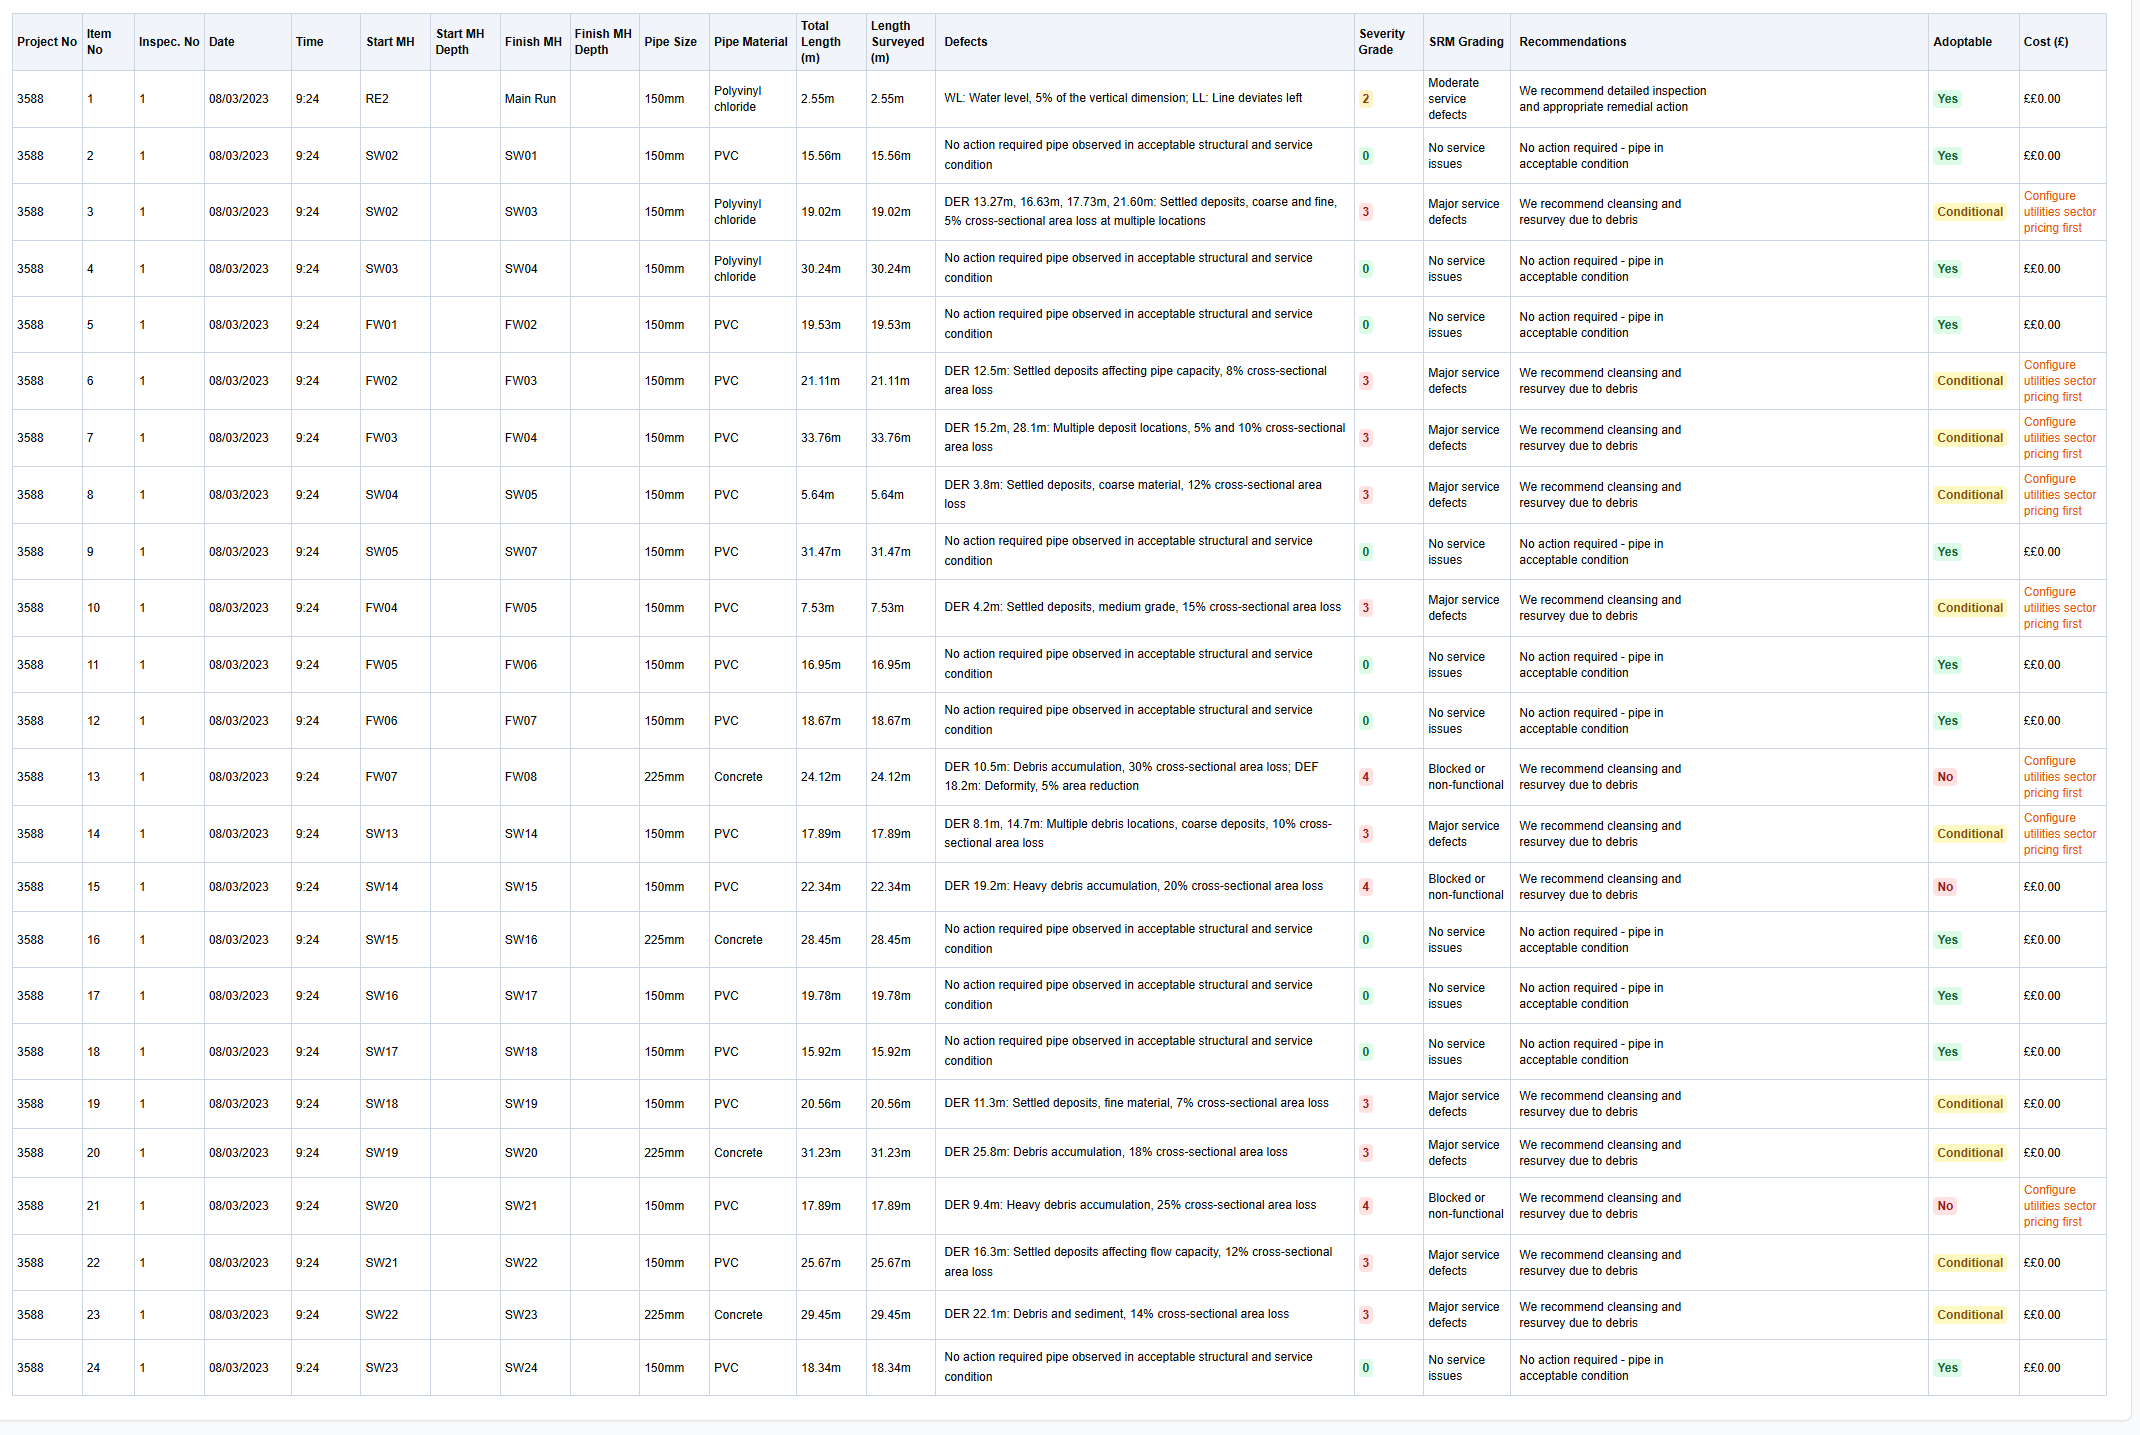 Project No	Item No	Inspec. No	Date	Time	Start MH	Start MH Depth	Finish MH	Finish MH Depth	Pipe Size	Pipe Material	Total Length (m)	Length Surveyed (m)	Defects	Severity Grade	SRM Grading	Recommendations	Adoptable	Cost (£)
3588	1	1	08/03/2023	9:24	RE2		Main Run		150mm	Polyvinyl chloride	2.55m	2.55m	WL: Water level, 5% of the vertical dimension; LL: Line deviates left	2	Moderate service defects	We recommend detailed inspection and appropriate remedial action	Yes	££0.00
3588	2	1	08/03/2023	9:24	SW02		SW01		150mm	PVC	15.56m	15.56m	No action required pipe observed in acceptable structural and service condition	0	No service issues	No action required - pipe in acceptable condition	Yes	££0.00
3588	3	1	08/03/2023	9:24	SW02		SW03		150mm	Polyvinyl chloride	19.02m	19.02m	DER 13.27m, 16.63m, 17.73m, 21.60m: Settled deposits, coarse and fine, 5% cross-sectional area loss at multiple locations	3	Major service defects	We recommend cleansing and resurvey due to debris	Conditional	Configure utilities sector pricing first
3588	4	1	08/03/2023	9:24	SW03		SW04		150mm	Polyvinyl chloride	30.24m	30.24m	No action required pipe observed in acceptable structural and service condition	0	No service issues	No action required - pipe in acceptable condition	Yes	££0.00
3588	5	1	08/03/2023	9:24	FW01		FW02		150mm	PVC	19.53m	19.53m	No action required pipe observed in acceptable structural and service condition	0	No service issues	No action required - pipe in acceptable condition	Yes	££0.00
3588	6	1	08/03/2023	9:24	FW02		FW03		150mm	PVC	21.11m	21.11m	DER 12.5m: Settled deposits affecting pipe capacity, 8% cross-sectional area loss	3	Major service defects	We recommend cleansing and resurvey due to debris	Conditional	Configure utilities sector pricing first
3588	7	1	08/03/2023	9:24	FW03		FW04		150mm	PVC	33.76m	33.76m	DER 15.2m, 28.1m: Multiple deposit locations, 5% and 10% cross-sectional area loss	3	Major service defects	We recommend cleansing and resurvey due to debris	Conditional	Configure utilities sector pricing first
3588	8	1	08/03/2023	9:24	SW04		SW05		150mm	PVC	5.64m	5.64m	DER 3.8m: Settled deposits, coarse material, 12% cross-sectional area loss	3	Major service defects	We recommend cleansing and resurvey due to debris	Conditional	Configure utilities sector pricing first
3588	9	1	08/03/2023	9:24	SW05		SW07		150mm	PVC	31.47m	31.47m	No action required pipe observed in acceptable structural and service condition	0	No service issues	No action required - pipe in acceptable condition	Yes	££0.00
3588	10	1	08/03/2023	9:24	FW04		FW05		150mm	PVC	7.53m	7.53m	DER 4.2m: Settled deposits, medium grade, 15% cross-sectional area loss	3	Major service defects	We recommend cleansing and resurvey due to debris	Conditional	Configure utilities sector pricing first
3588	11	1	08/03/2023	9:24	FW05		FW06		150mm	PVC	16.95m	16.95m	No action required pipe observed in acceptable structural and service condition	0	No service issues	No action required - pipe in acceptable condition	Yes	££0.00
3588	12	1	08/03/2023	9:24	FW06		FW07		150mm	PVC	18.67m	18.67m	No action required pipe observed in acceptable structural and service condition	0	No service issues	No action required - pipe in acceptable condition	Yes	££0.00
3588	13	1	08/03/2023	9:24	FW07		FW08		225mm	Concrete	24.12m	24.12m	DER 10.5m: Debris accumulation, 30% cross-sectional area loss; DEF 18.2m: Deformity, 5% area reduction	4	Blocked or non-functional	We recommend cleansing and resurvey due to debris	No	Configure utilities sector pricing first
3588	14	1	08/03/2023	9:24	SW13		SW14		150mm	PVC	17.89m	17.89m	DER 8.1m, 14.7m: Multiple debris locations, coarse deposits, 10% cross-sectional area loss	3	Major service defects	We recommend cleansing and resurvey due to debris	Conditional	Configure utilities sector pricing first
3588	15	1	08/03/2023	9:24	SW14		SW15		150mm	PVC	22.34m	22.34m	DER 19.2m: Heavy debris accumulation, 20% cross-sectional area loss	4	Blocked or non-functional	We recommend cleansing and resurvey due to debris	No	££0.00
3588	16	1	08/03/2023	9:24	SW15		SW16		225mm	Concrete	28.45m	28.45m	No action required pipe observed in acceptable structural and service condition	0	No service issues	No action required - pipe in acceptable condition	Yes	££0.00
3588	17	1	08/03/2023	9:24	SW16		SW17		150mm	PVC	19.78m	19.78m	No action required pipe observed in acceptable structural and service condition	0	No service issues	No action required - pipe in acceptable condition	Yes	££0.00
3588	18	1	08/03/2023	9:24	SW17		SW18		150mm	PVC	15.92m	15.92m	No action required pipe observed in acceptable structural and service condition	0	No service issues	No action required - pipe in acceptable condition	Yes	££0.00
3588	19	1	08/03/2023	9:24	SW18		SW19		150mm	PVC	20.56m	20.56m	DER 11.3m: Settled deposits, fine material, 7% cross-sectional area loss	3	Major service defects	We recommend cleansing and resurvey due to debris	Conditional	££0.00
3588	20	1	08/03/2023	9:24	SW19		SW20		225mm	Concrete	31.23m	31.23m	DER 25.8m: Debris accumulation, 18% cross-sectional area loss	3	Major service defects	We recommend cleansing and resurvey due to debris	Conditional	££0.00
3588	21	1	08/03/2023	9:24	SW20		SW21		150mm	PVC	17.89m	17.89m	DER 9.4m: Heavy debris accumulation, 25% cross-sectional area loss	4	Blocked or non-functional	We recommend cleansing and resurvey due to debris	No	Configure utilities sector pricing first
3588	22	1	08/03/2023	9:24	SW21		SW22		150mm	PVC	25.67m	25.67m	DER 16.3m: Settled deposits affecting flow capacity, 12% cross-sectional area loss	3	Major service defects	We recommend cleansing and resurvey due to debris	Conditional	££0.00
3588	23	1	08/03/2023	9:24	SW22		SW23		225mm	Concrete	29.45m	29.45m	DER 22.1m: Debris and sediment, 14% cross-sectional area loss	3	Major service defects	We recommend cleansing and resurvey due to debris	Conditional	££0.00
3588	24	1	08/03/2023	9:24	SW23		SW24		150mm	PVC	18.34m	18.34m	No action required pipe observed in acceptable structural and service condition	0	No service issues	No action required - pipe in acceptable condition	Yes	££0.00